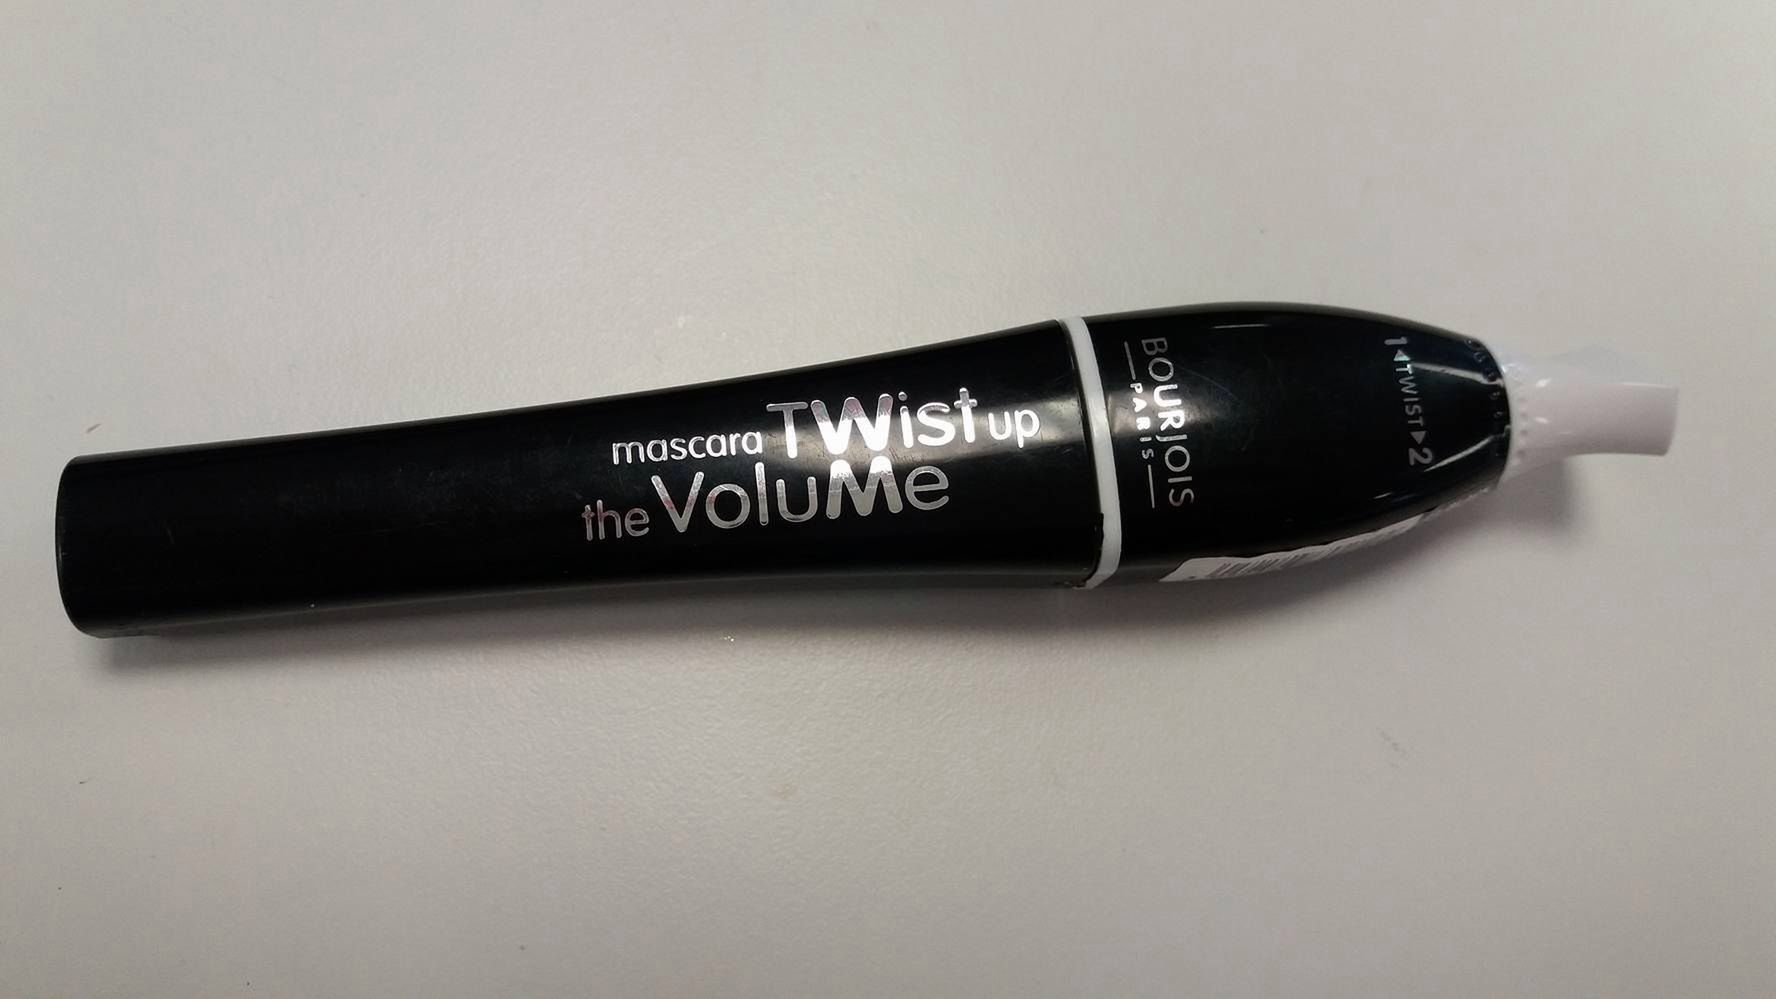 mascara TWist up
the VoluMe
BOURJOIS
PARIS
1 ◀ TWIST ▶ 2